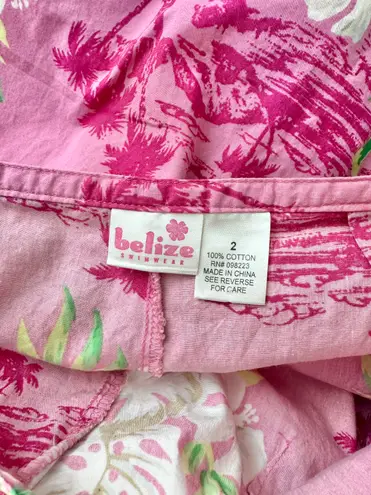 belize
SWIMWEAR
2
100% COTTON
RN# 098223
MADE IN CHINA
SEE REVERSE
FOR CARE